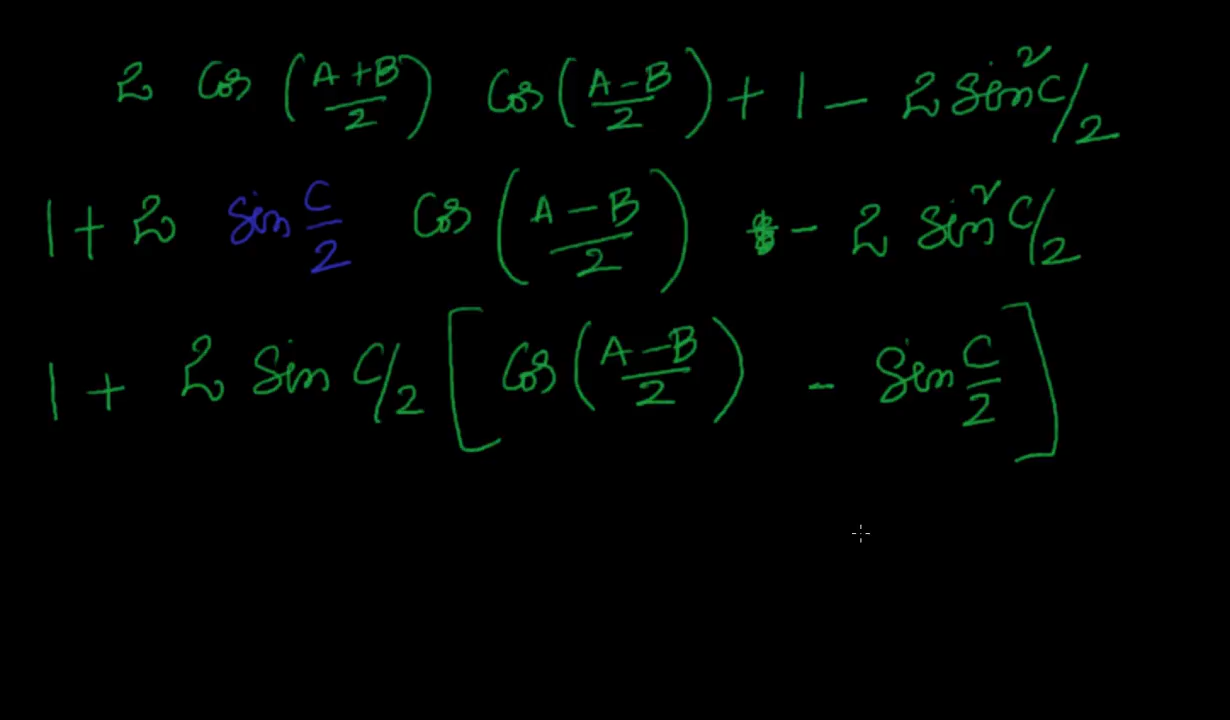 2 Cos (A+B/2) Cos (A-B/2) + 1 - 2 Sin² C/2
1 + 2 Sin C/2 Cos (A-B/2) - 2 Sin² C/2
1 + 2 Sin C/2 [Cos (A-B/2) - Sin C/2]